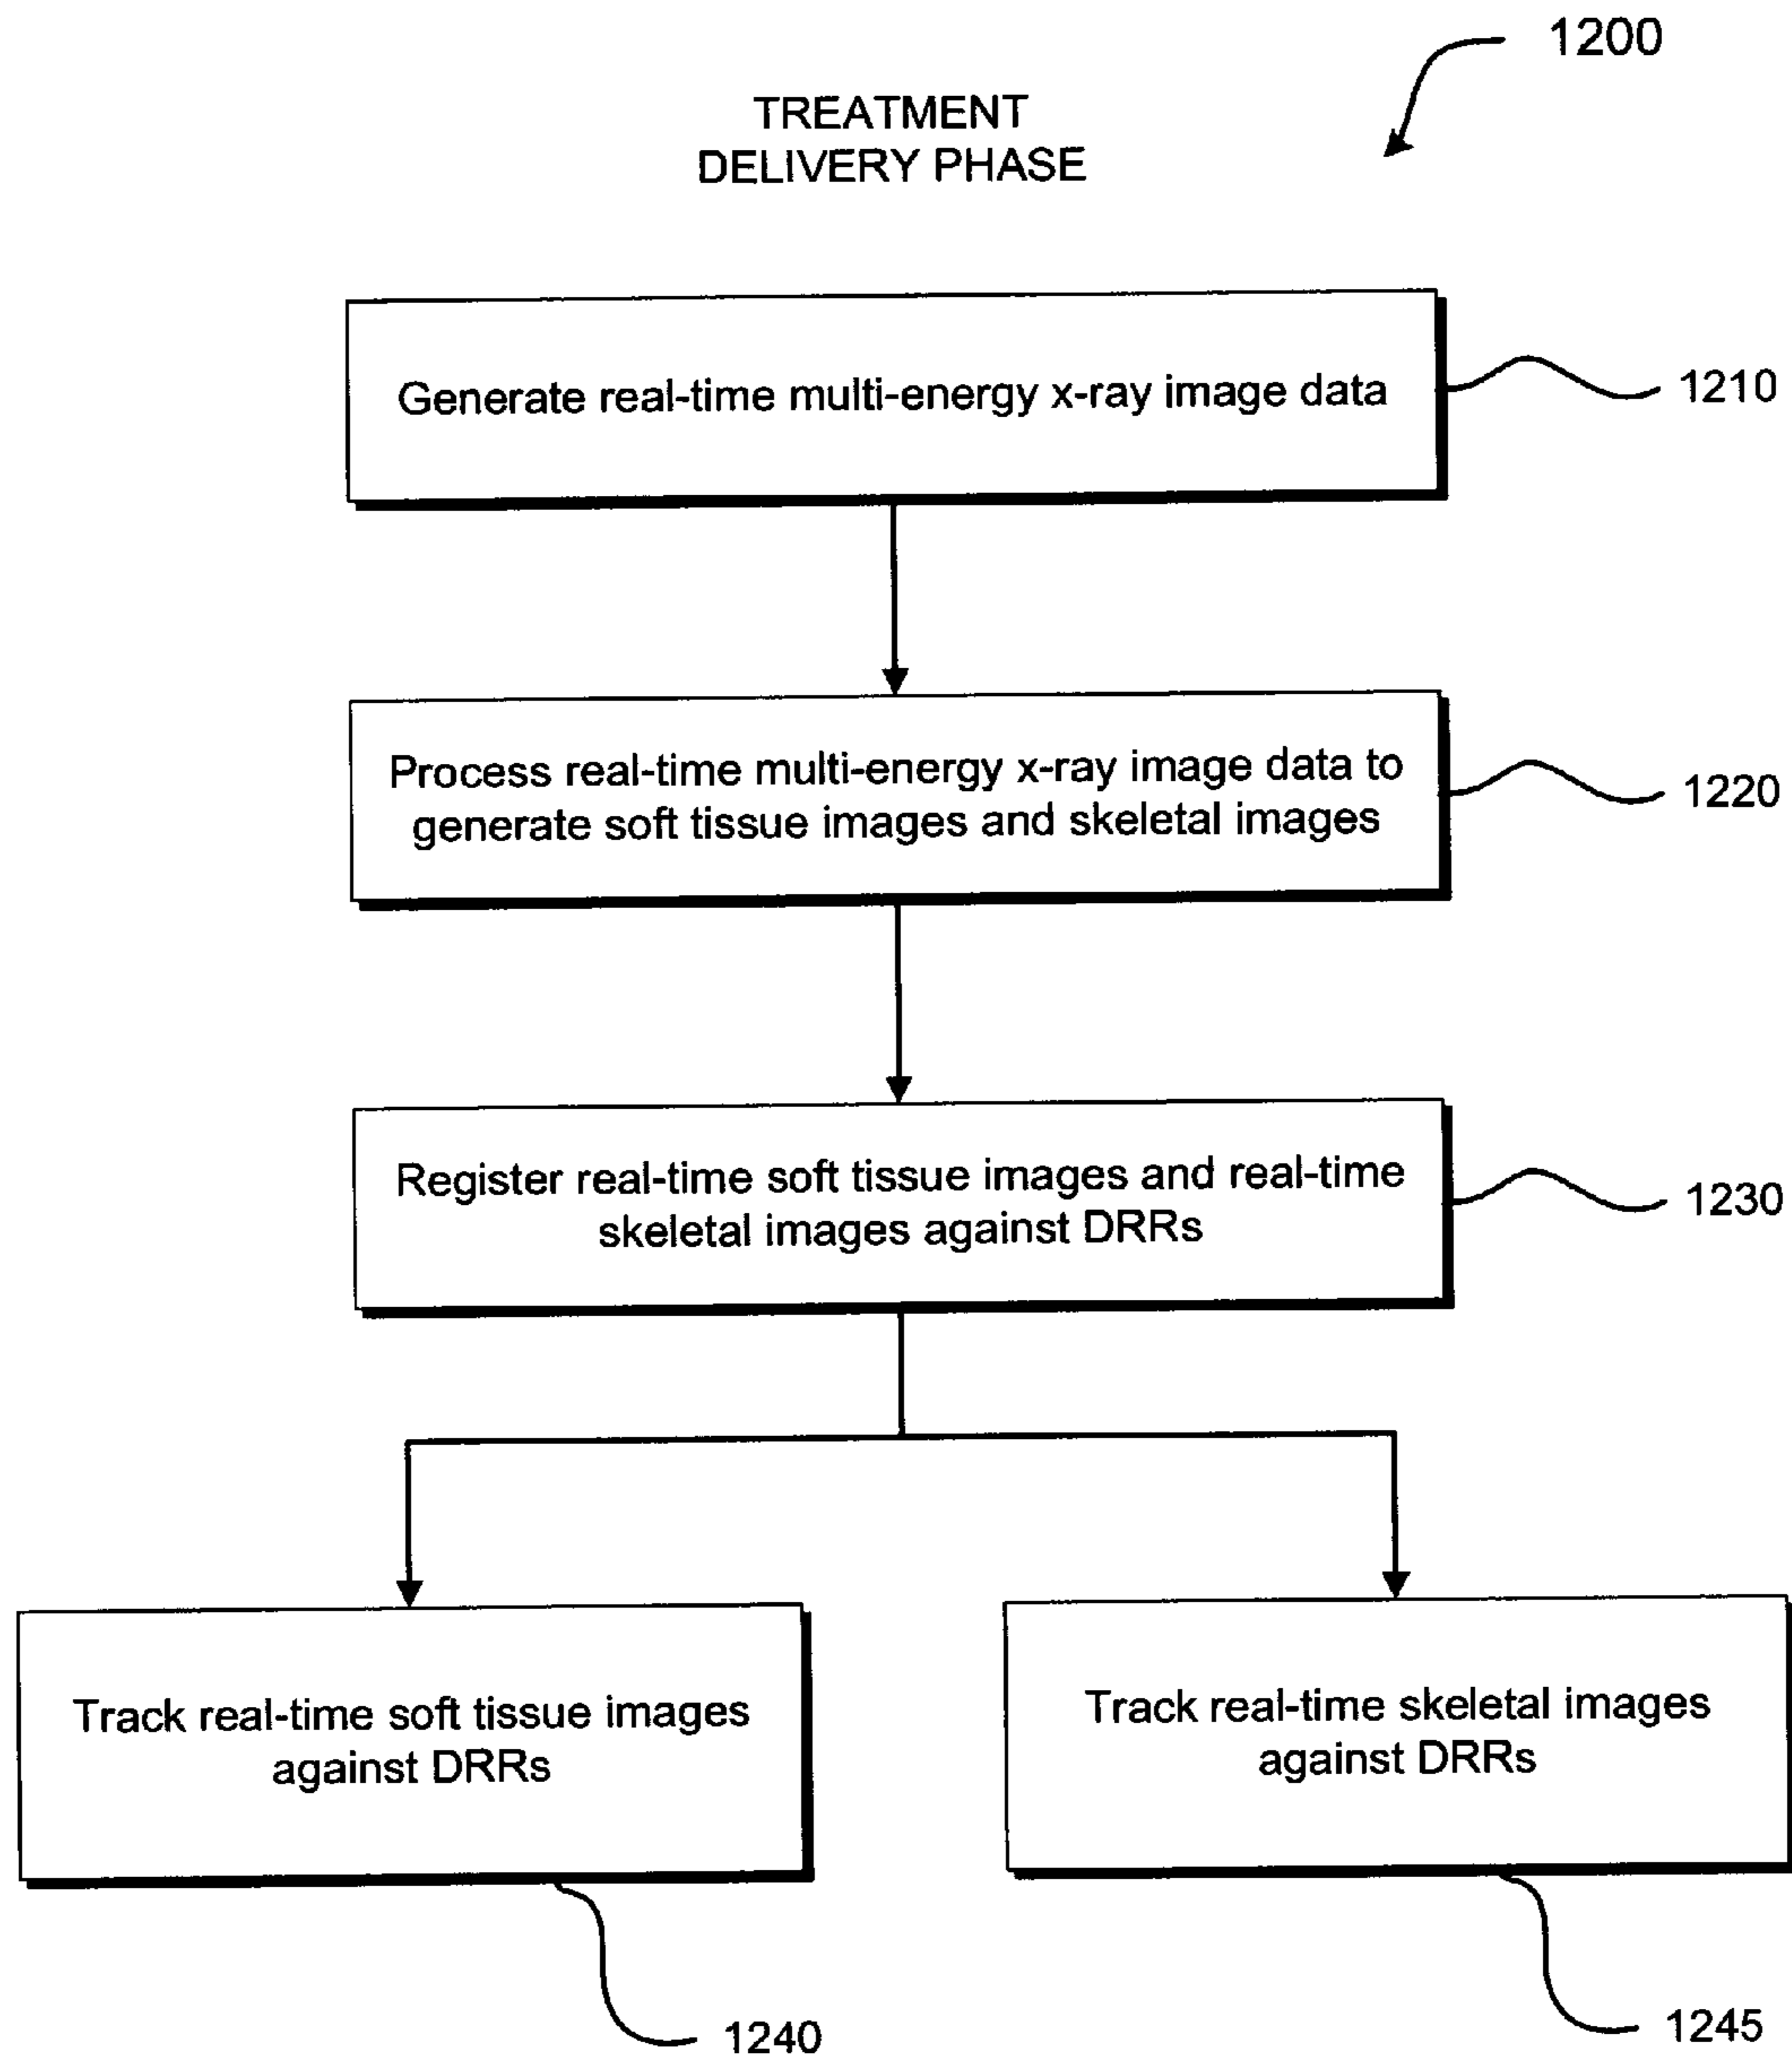 1200
TREATMENT
DELIVERY PHASE
Generate real-time multi-energy x-ray image data
1210
Process real-time multi-energy x-ray image data to
generate soft tissue images and skeletal images
1220
Register real-time soft tissue images and real-time
skeletal images against DRRs
1230
Track real-time soft tissue images
against DRRs
Track real-time skeletal images
against DRRs
1240
1245